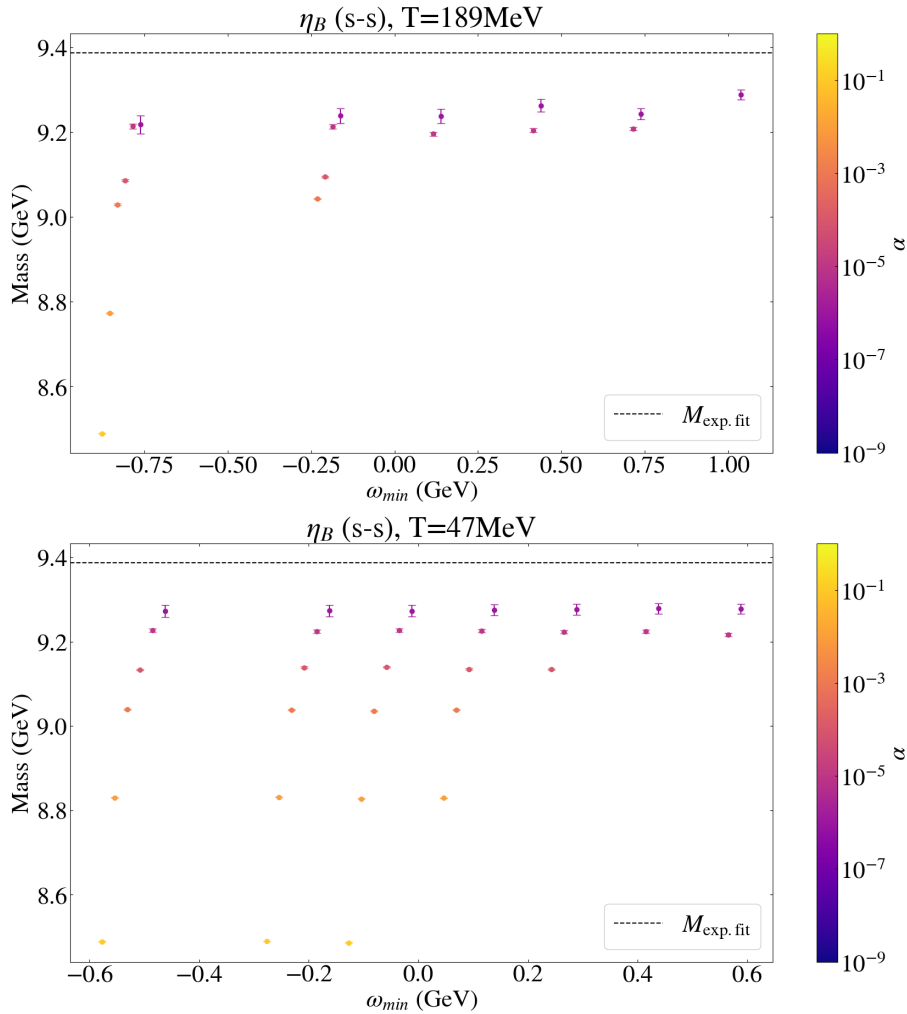 η_B (s-s), T=189MeV
9.4
9.2
9.0
8.8
8.6
Mass (GeV)
M_exp. fit
−0.75 −0.50 −0.25 0.00 0.25 0.50 0.75 1.00
ω_min (GeV)
10^−1
10^−3
10^−5
10^−7
10^−9
α
η_B (s-s), T=47MeV
9.4
9.2
9.0
8.8
8.6
Mass (GeV)
M_exp. fit
−0.6 −0.4 −0.2 0.0 0.2 0.4 0.6
ω_min (GeV)
10^−1
10^−3
10^−5
10^−7
10^−9
α